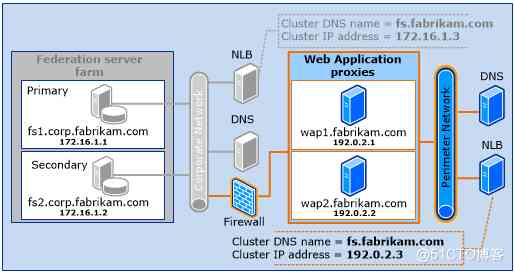 Cluster DNS name = fs.fabrikam.com
Cluster IP address = 172.16.1.3
Federation server
farm
Primary
fs1.corp.fabrikam.com
172.16.1.1
Secondary
fs2.corp.fabrikam.com
172.16.1.2
Corporate Network
NLB
DNS
Firewall
Web Application
proxies
wap1.fabrikam.com
192.0.2.1
wap2.fabrikam.com
192.0.2.2
Perimeter Network
DNS
NLB
Cluster DNS name = fs.fabrikam.com
Cluster IP address = 192.0.2.3
@51CTO博客